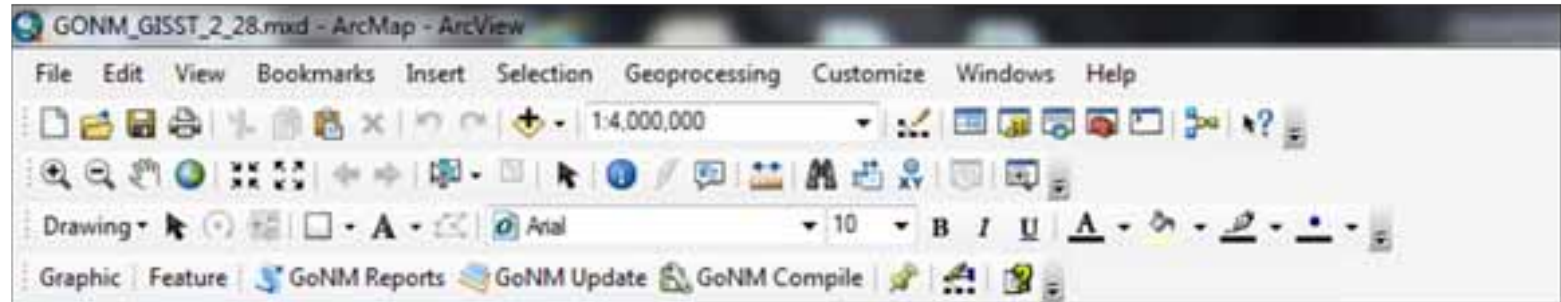 GONM_GISST_2_28.mxd - ArcMap - ArcView
File Edit View Bookmarks Insert Selection Geoprocessing Customize Windows Help
1:4,000,000
Drawing A Arial 10 B I U A
Graphic Feature GoNM Reports GoNM Update GoNM Compile